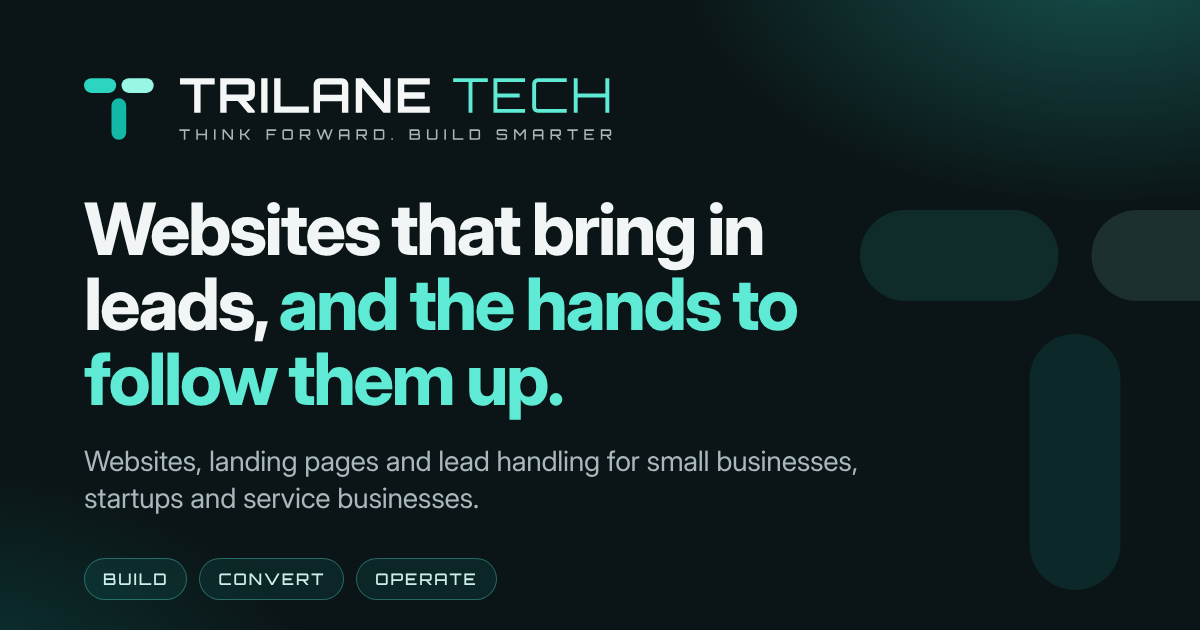 TRILANE TECH
THINK FORWARD. BUILD SMARTER
Websites that bring in
leads, and the hands to
follow them up.
Websites, landing pages and lead handling for small businesses,
startups and service businesses.
BUILD CONVERT OPERATE